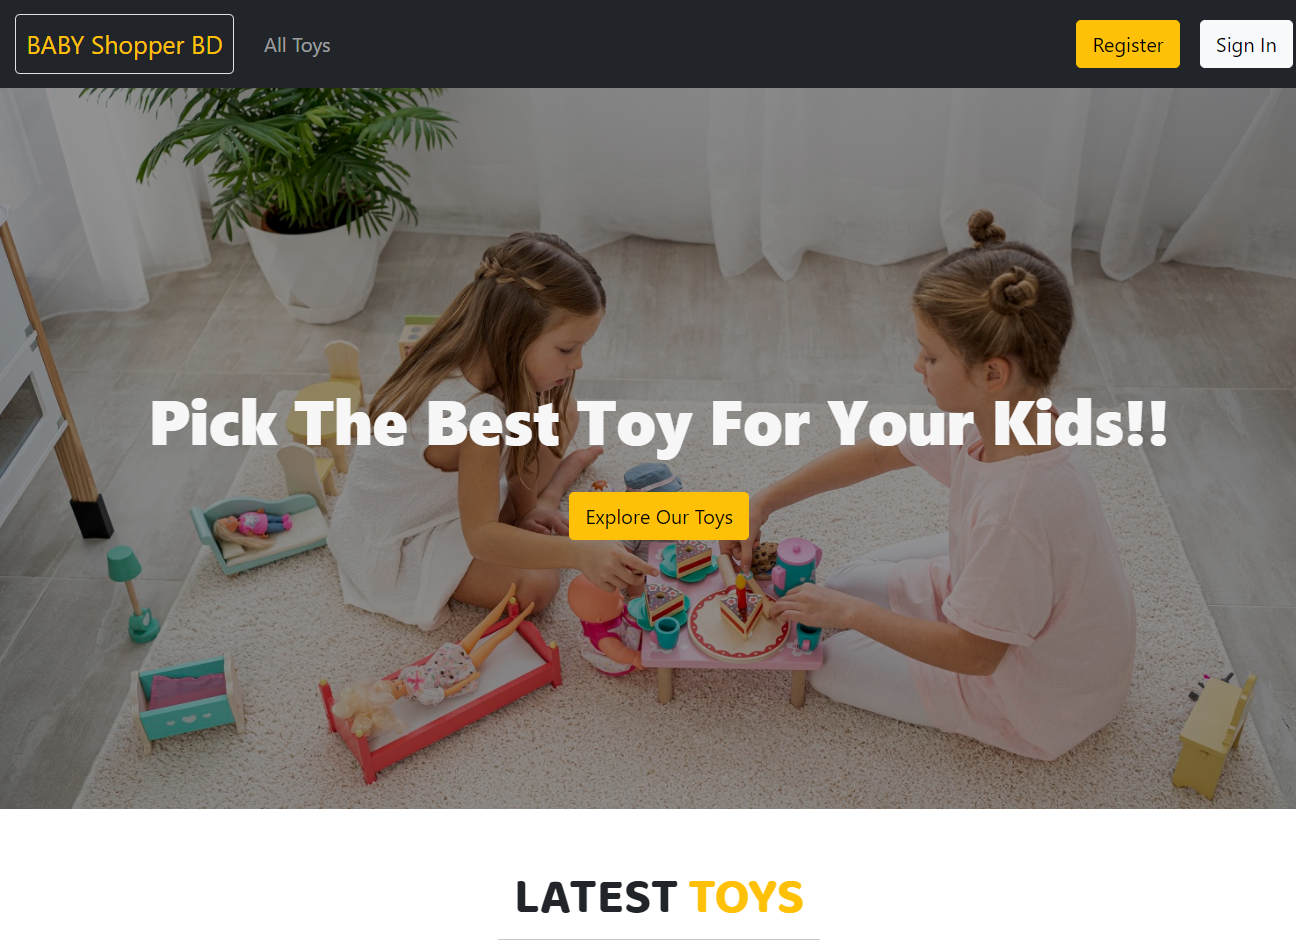 BABY Shopper BD
All Toys
Register
Sign In
Pick The Best Toy For Your Kids!!
Explore Our Toys
LATEST TOYS